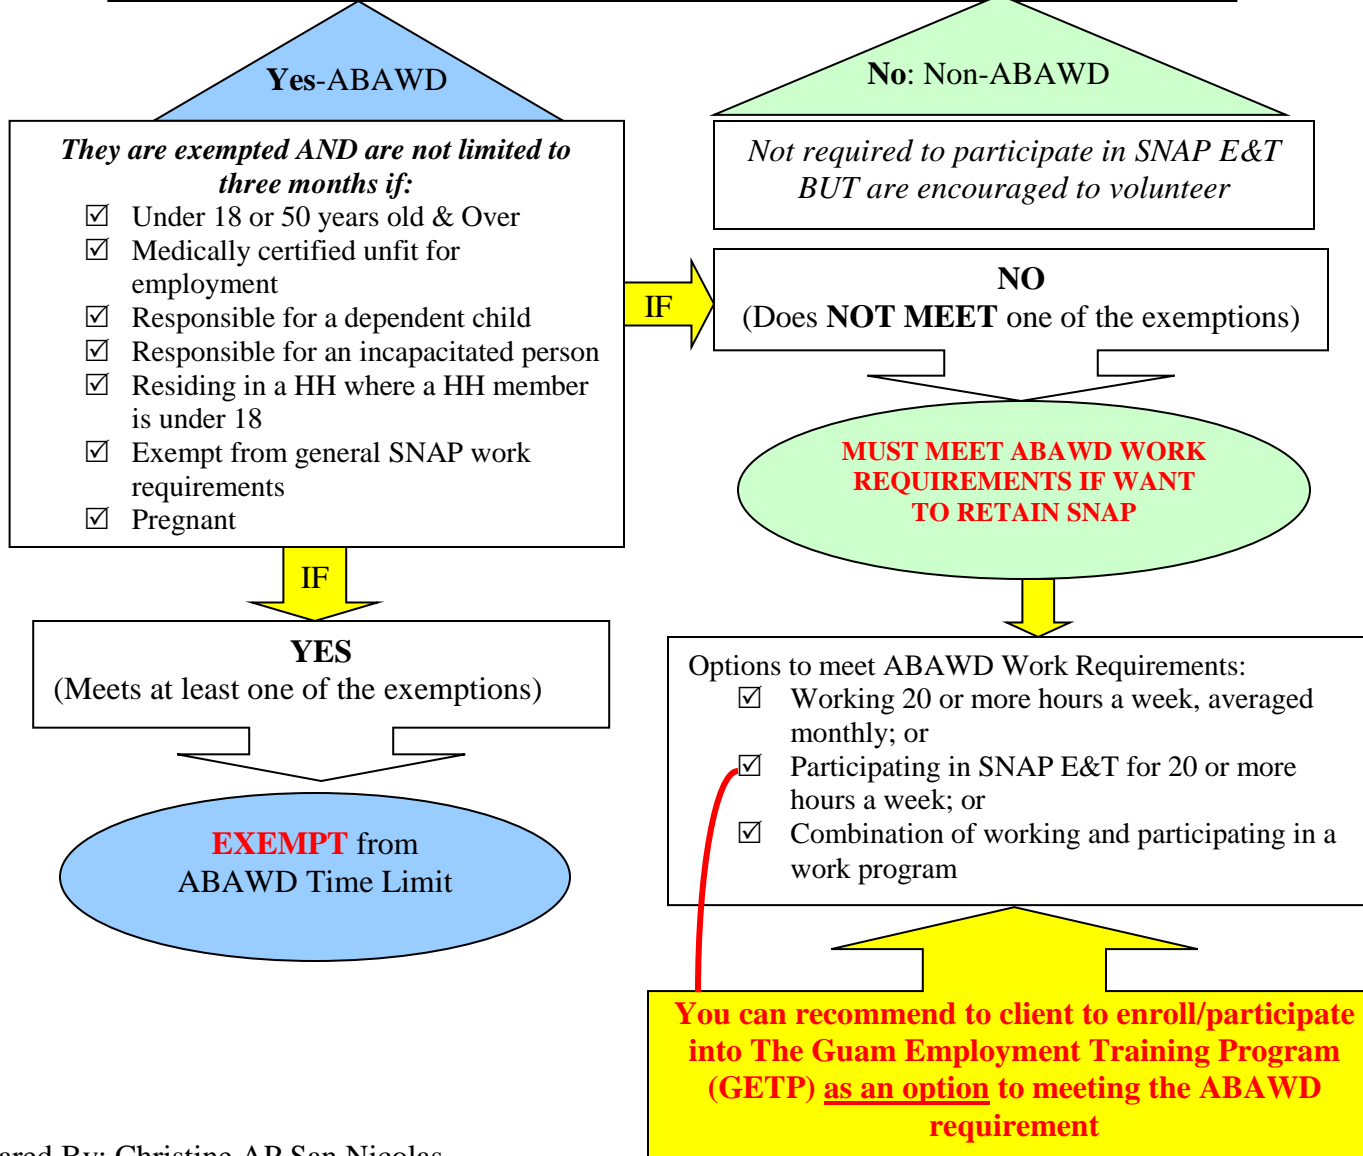 Yes-ABAWD
They are exempted AND are not limited to
three months if:
☑ Under 18 or 50 years old & Over
☑ Medically certified unfit for
employment
☑ Responsible for a dependent child
☑ Responsible for an incapacitated person
☑ Residing in a HH where a HH member
is under 18
☑ Exempt from general SNAP work
requirements
☑ Pregnant
IF
YES
(Meets at least one of the exemptions)
EXEMPT from
ABAWD Time Limit
No: Non-ABAWD
Not required to participate in SNAP E&T
BUT are encouraged to volunteer
IF
NO
(Does NOT MEET one of the exemptions)
MUST MEET ABAWD WORK
REQUIREMENTS IF WANT
TO RETAIN SNAP
Options to meet ABAWD Work Requirements:
☑ Working 20 or more hours a week, averaged
monthly; or
☑ Participating in SNAP E&T for 20 or more
hours a week; or
☑ Combination of working and participating in a
work program
You can recommend to client to enroll/participate
into The Guam Employment Training Program
(GETP) as an option to meeting the ABAWD
requirement
By: Christine AP San Nicolas